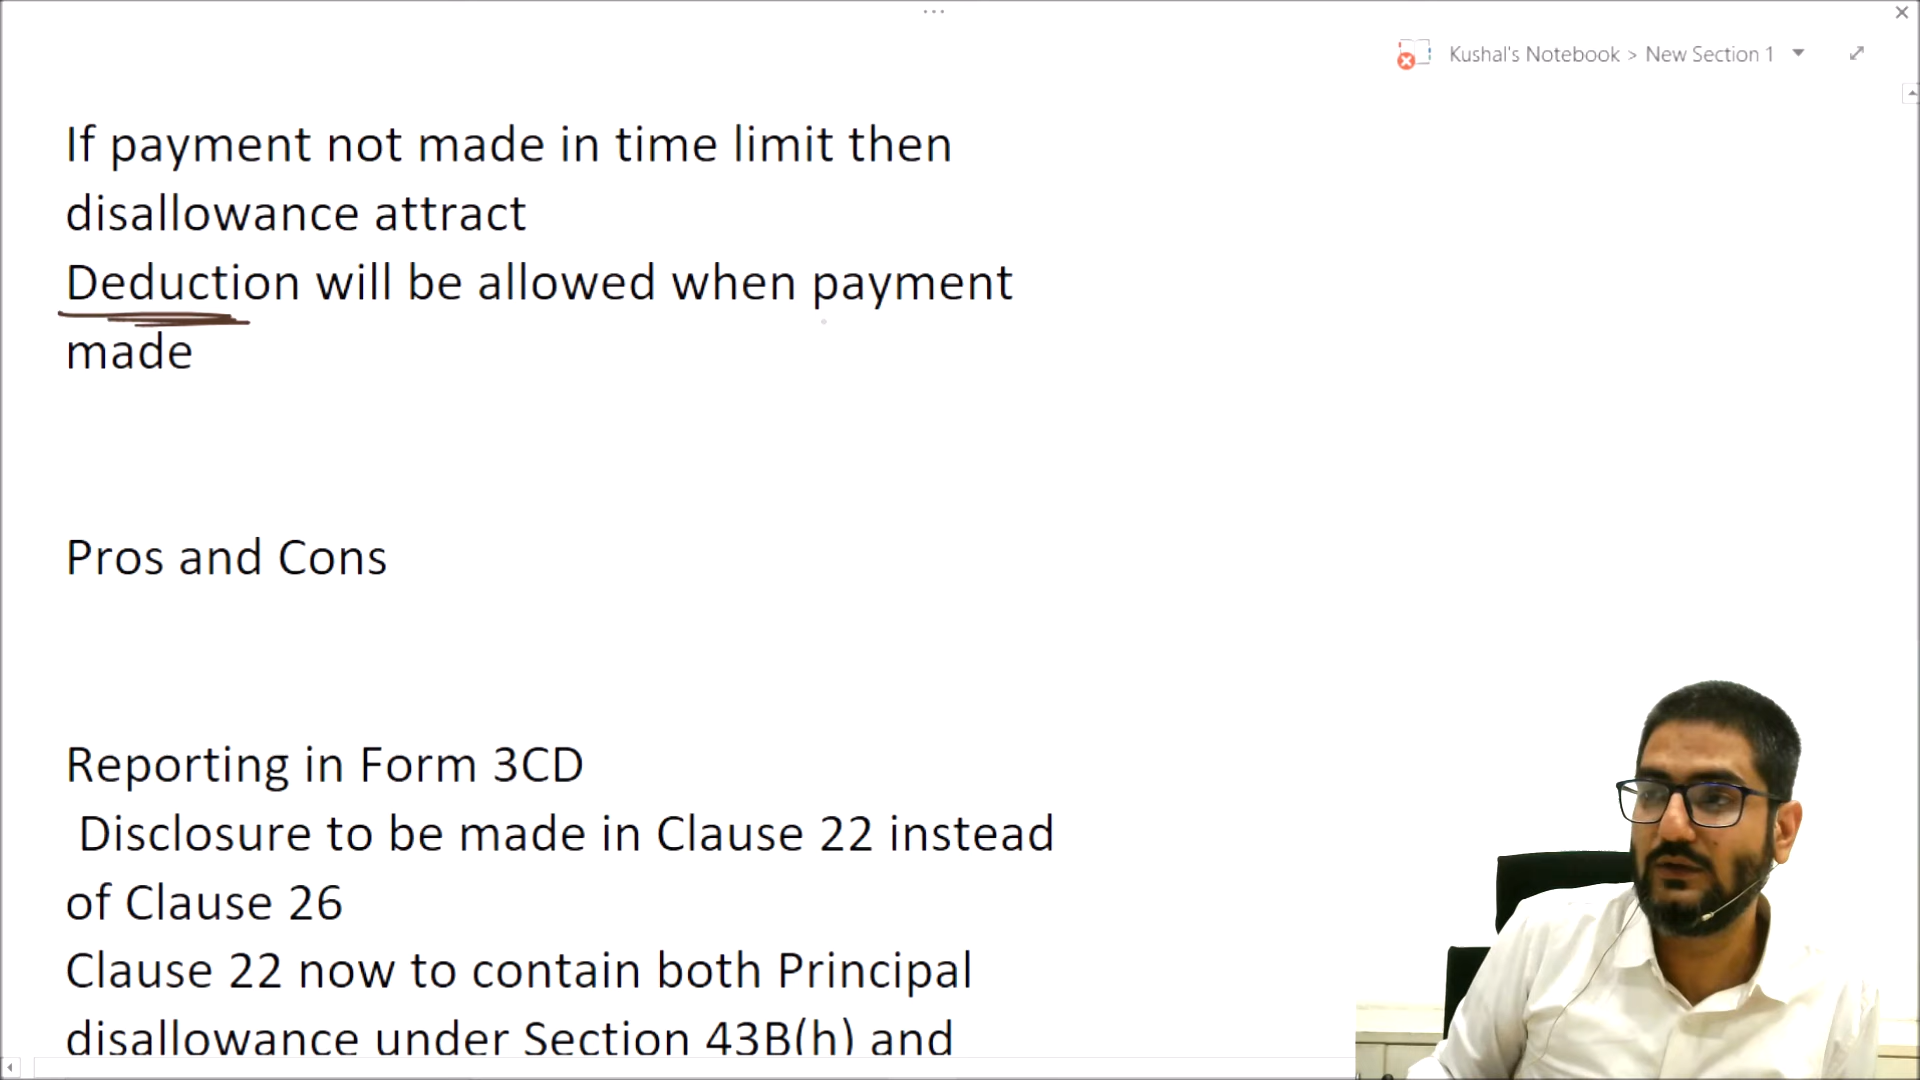 Kushal's Notebook > New Section 1
If payment not made in time limit then
disallowance attract
Deduction will be allowed when payment
made
Pros and Cons
Reporting in Form 3CD
Disclosure to be made in Clause 22 instead
of Clause 26
Clause 22 now to contain both Principal
disallowance under Section 43B(h) and